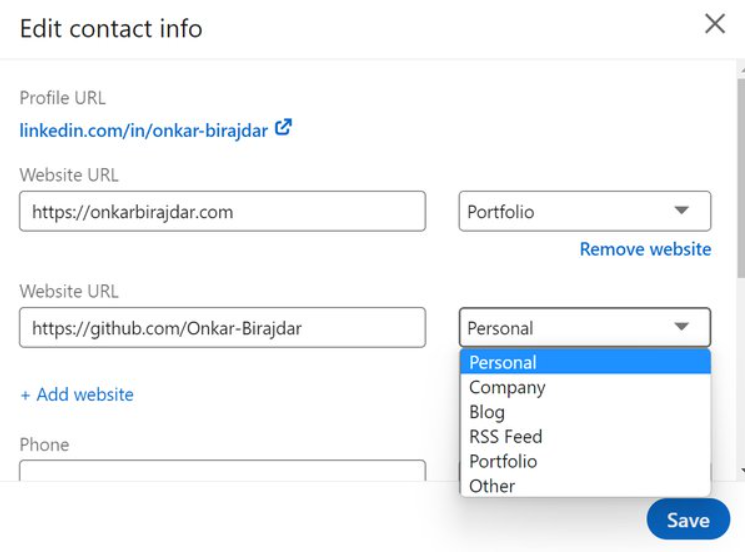 Edit contact info
Profile URL
linkedin.com/in/onkar-birajdar
Website URL
https://onkarbirajdar.com
Portfolio
Remove website
Website URL
https://github.com/Onkar-Birajdar
Personal
Personal
Company
Blog
RSS Feed
Portfolio
Other
+ Add website
Phone
Save